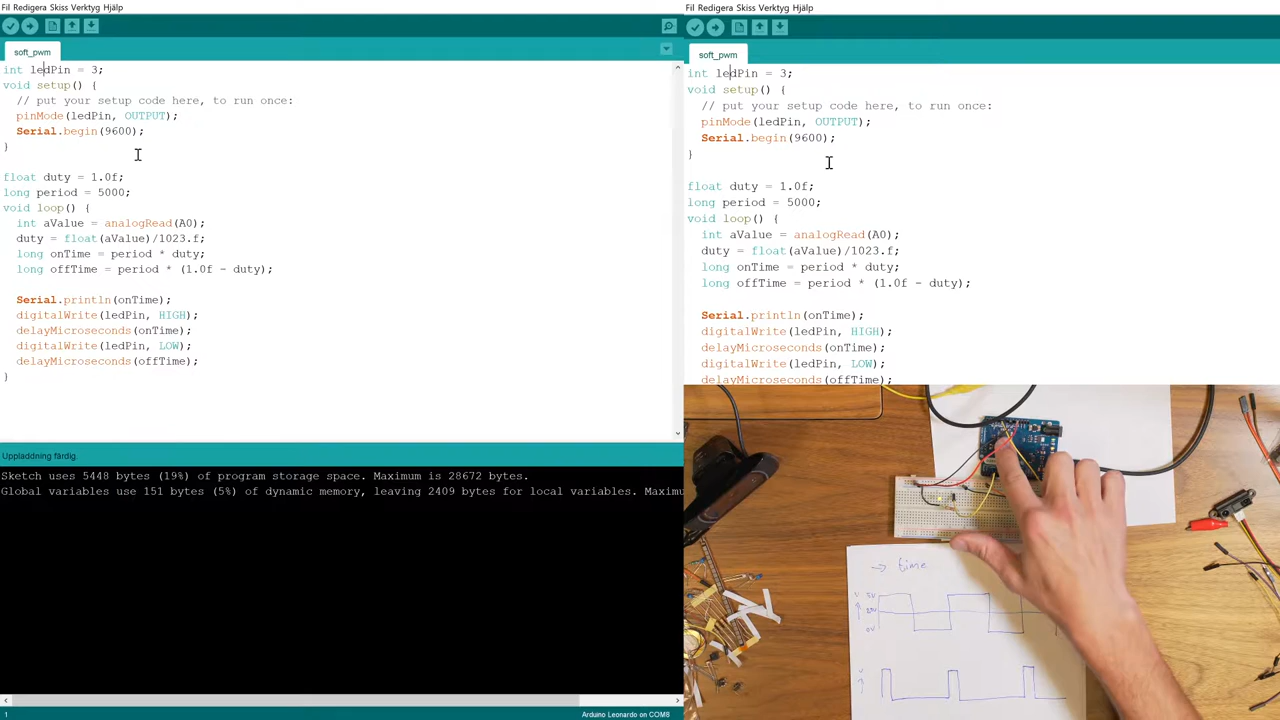 Fil Redigera Skiss Verktyg Hjälp
soft_pwm
int ledPin = 3;
void setup() {
// put your setup code here, to run once:
pinMode(ledPin, OUTPUT);
Serial.begin(9600);
}
float duty = 1.0f;
long period = 5000;
void loop() {
int aValue = analogRead(A0);
duty = float(aValue)/1023.f;
long onTime = period * duty;
long offTime = period * (1.0f - duty);
Serial.println(onTime);
digitalWrite(ledPin, HIGH);
delayMicroseconds(onTime);
digitalWrite(ledPin, LOW);
delayMicroseconds(offTime);
}
Uppladdning färdig.
Sketch uses 5448 bytes (19%) of program storage space. Maximum is 28672 bytes.
Global variables use 151 bytes (5%) of dynamic memory, leaving 2409 bytes for local variables. Maximu
1
Arduino Leonardo on COM8
Fil Redigera Skiss Verktyg Hjälp
soft_pwm
int ledPin = 3;
void setup() {
// put your setup code here, to run once:
pinMode(ledPin, OUTPUT);
Serial.begin(9600);
}
float duty = 1.0f;
long period = 5000;
void loop() {
int aValue = analogRead(A0);
duty = float(aValue)/1023.f;
long onTime = period * duty;
long offTime = period * (1.0f - duty);
Serial.println(onTime);
digitalWrite(ledPin, HIGH);
delayMicroseconds(onTime);
digitalWrite(ledPin, LOW);
delayMicroseconds(offTime);
→ time
V 5V
0V
V